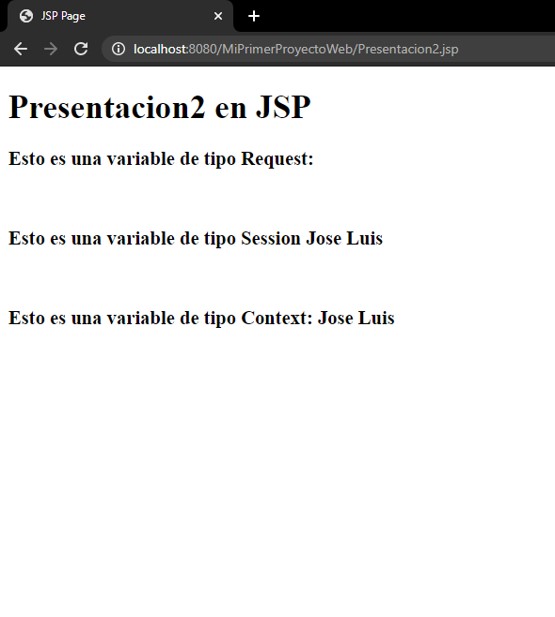 JSP Page
localhost:8080/MiPrimerProyectoWeb/Presentacion2.jsp
Presentacion2 en JSP
Esto es una variable de tipo Request:
Esto es una variable de tipo Session Jose Luis
Esto es una variable de tipo Context: Jose Luis